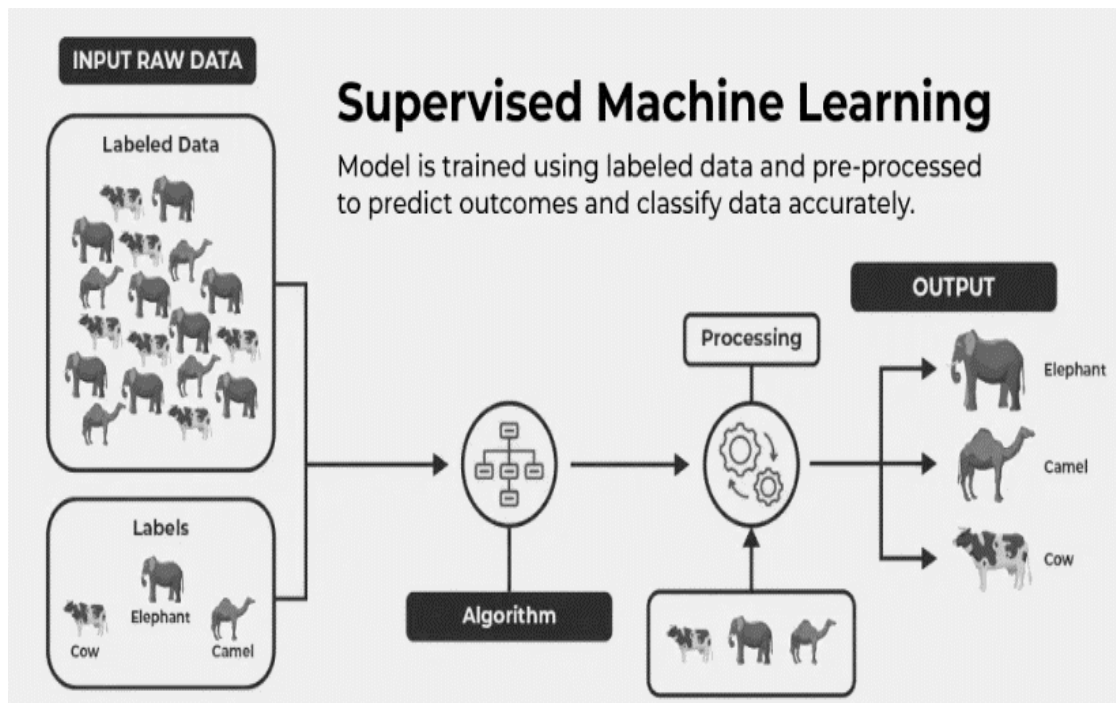 INPUT RAW DATA
Labeled Data
Supervised Machine Learning
Model is trained using labeled data and pre-processed
to predict outcomes and classify data accurately.
OUTPUT
Processing
Elephant
Camel
Cow
Labels
Elephant
Cow
Camel
Algorithm